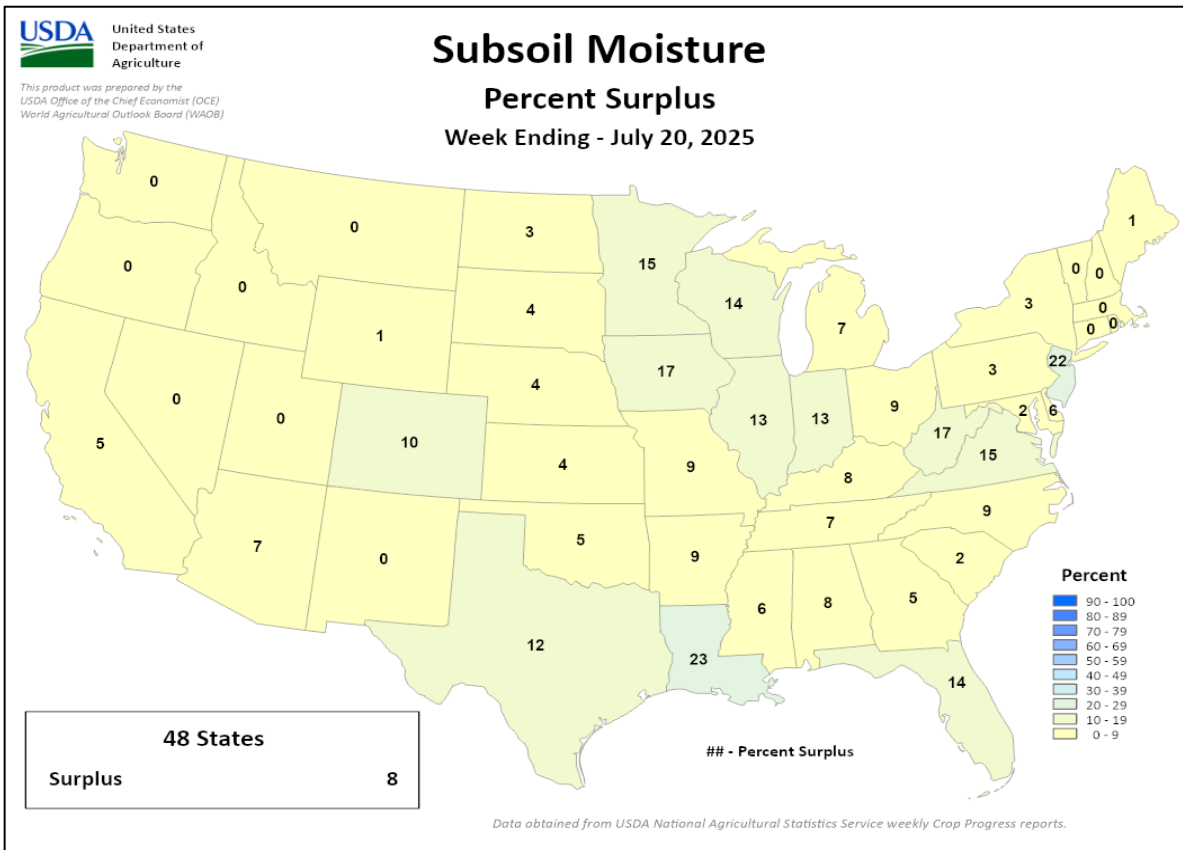 USDA
United States
Department of
Agriculture
This product was prepared by the
USDA Office of the Chief Economist (OCE)
World Agricultural Outlook Board (WAOB)
Subsoil Moisture
Percent Surplus
Week Ending - July 20, 2025
0
0
3
15
1
0
0
0
0
3
14
4
7
0
0
0
1
22
3
17
4
9
0
0
2
6
13
13
17
5
10
15
4
9
8
9
7
7
0
5
9
2
6
8
5
12
23
14
Percent
90 - 100
80 - 89
70 - 79
60 - 69
50 - 59
40 - 49
30 - 39
20 - 29
10 - 19
0 - 9
48 States
Surplus 8
## - Percent Surplus
Data obtained from USDA National Agricultural Statistics Service weekly Crop Progress reports.